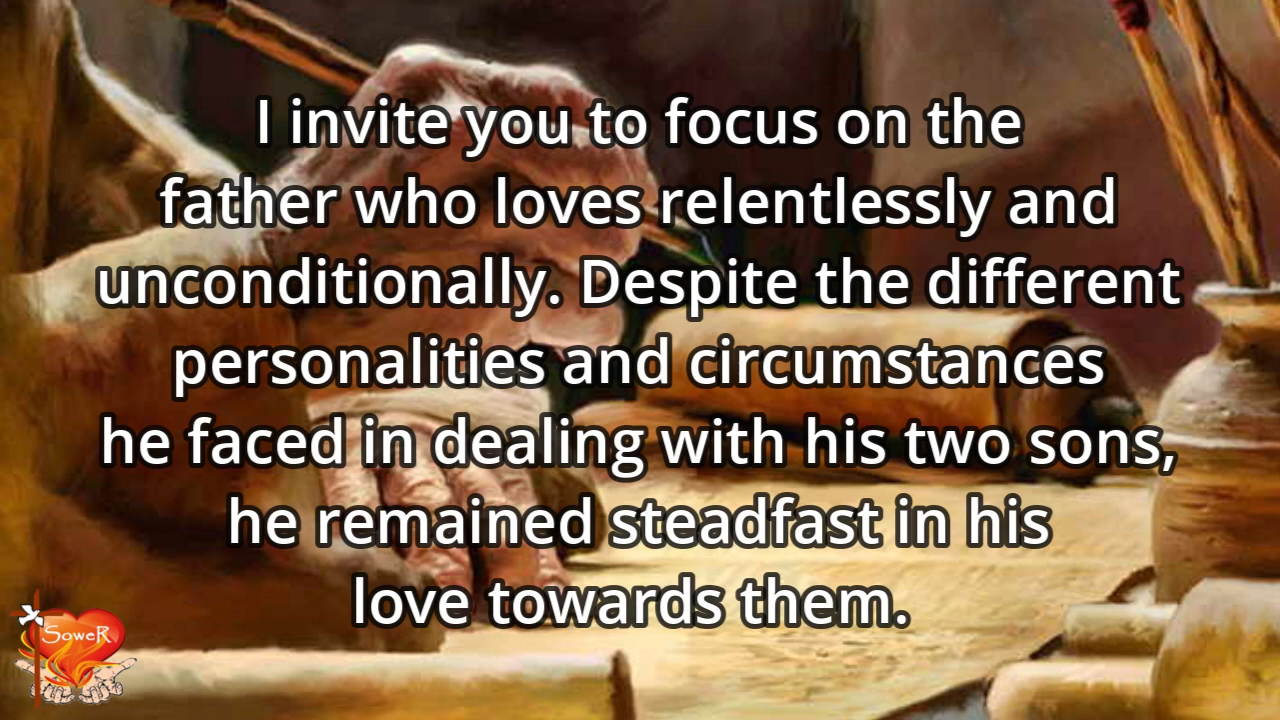 I invite you to focus on the
father who loves relentlessly and
unconditionally. Despite the different
personalities and circumstances
he faced in dealing with his two sons,
he remained steadfast in his
love towards them.
SoweR